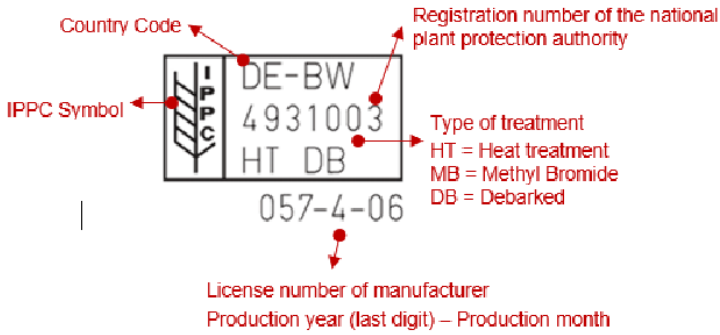 Country Code
Registration number of the national
plant protection authority
IPPC Symbol
IPPC
DE-BW
4931003
HT DB
Type of treatment
HT = Heat treatment
MB = Methyl Bromide
DB = Debarked
057-4-06
License number of manufacturer
Production year (last digit) – Production month